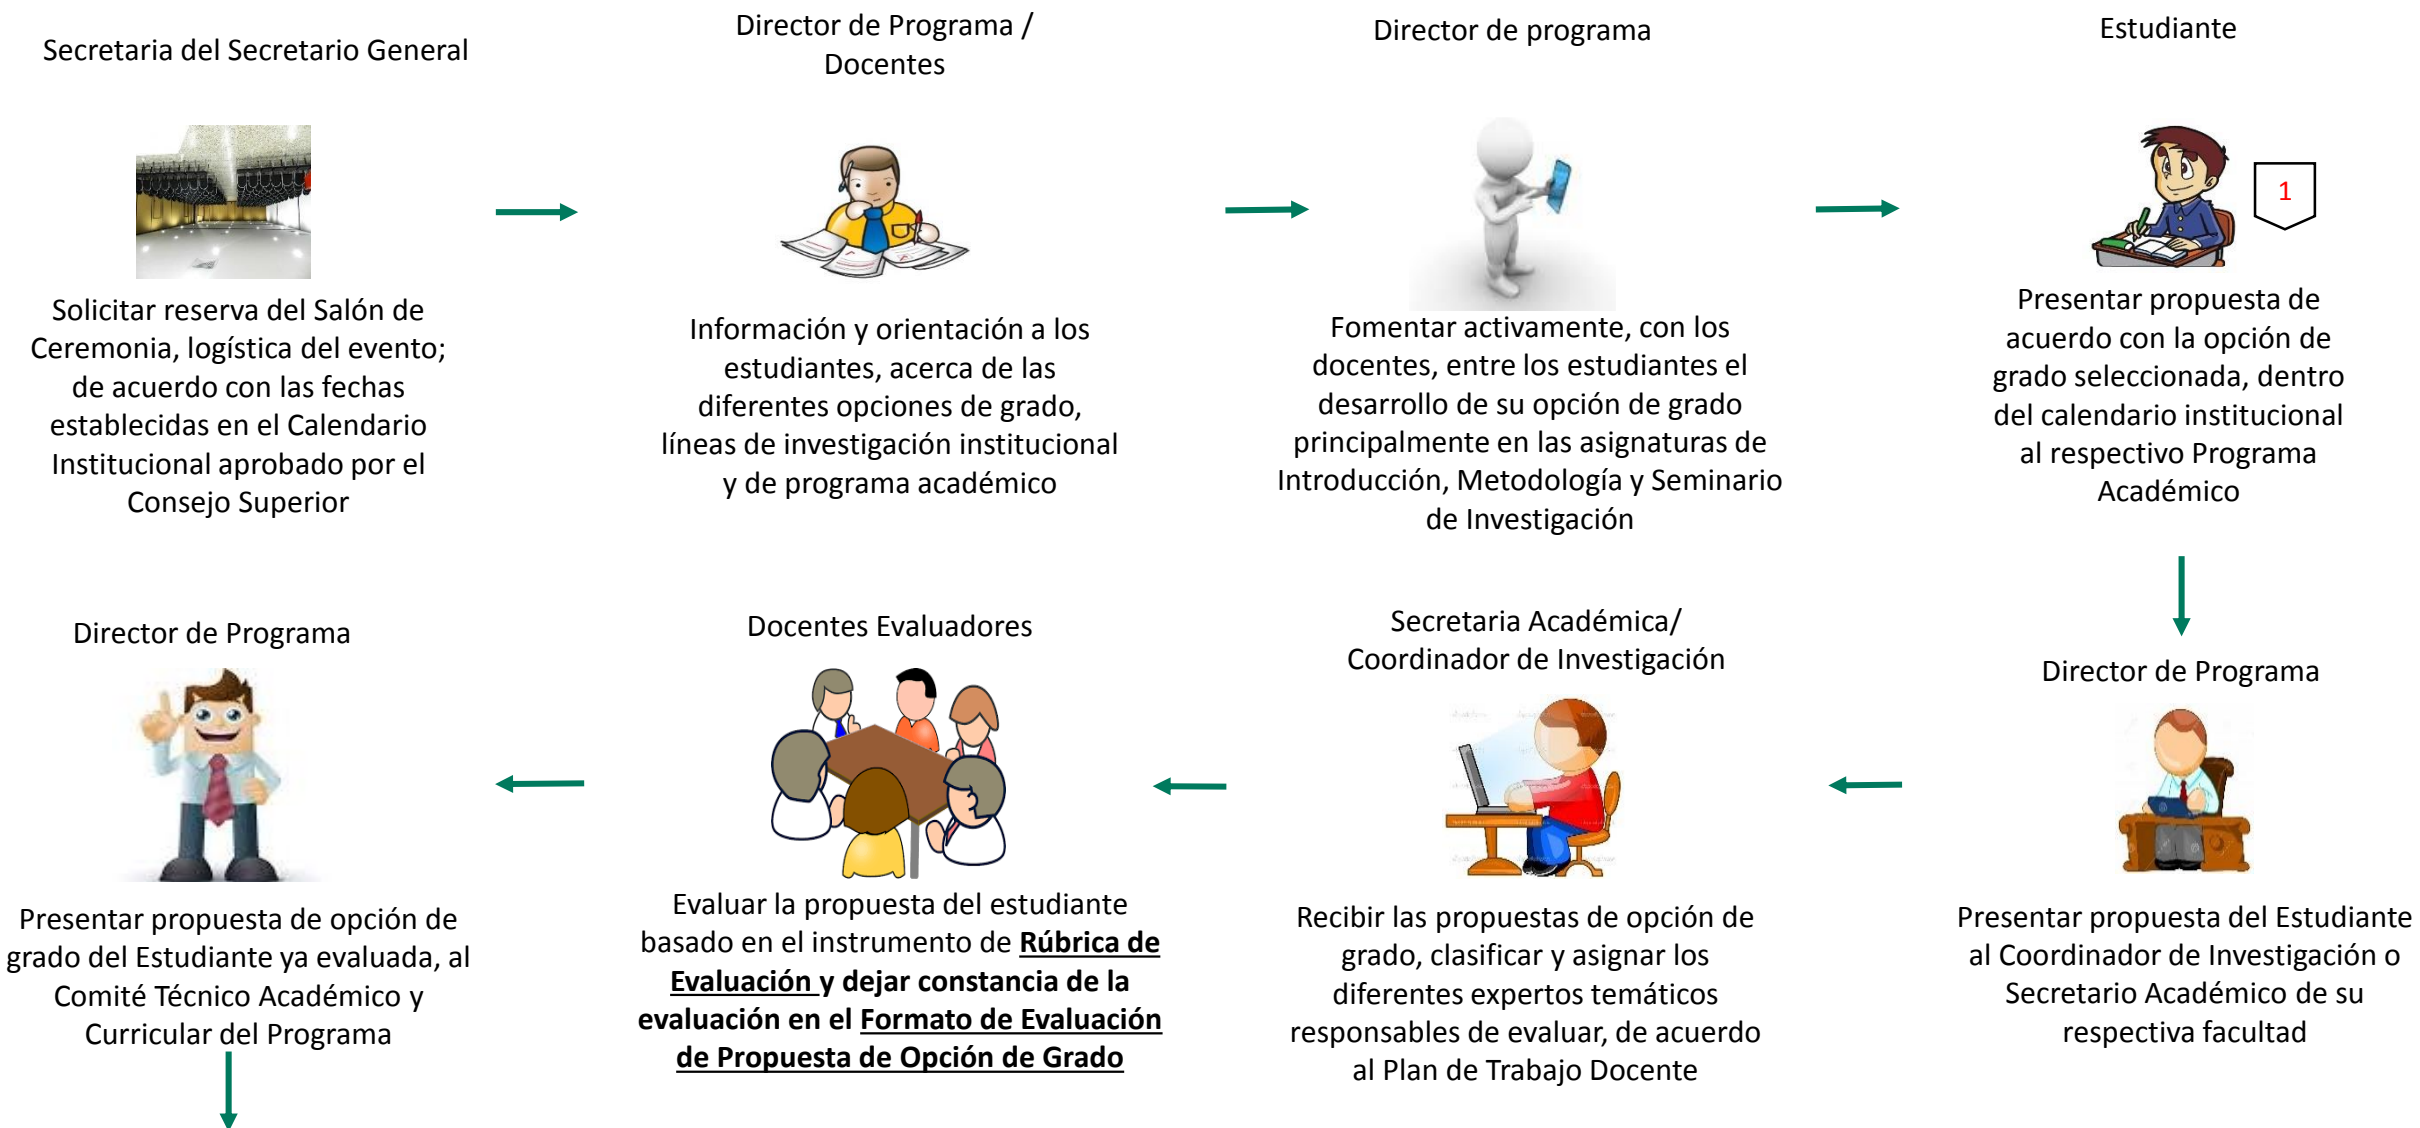 Secretaria del Secretario General
Solicitar reserva del Salón de
Ceremonia, logística del evento;
de acuerdo con las fechas
establecidas en el Calendario
Institucional aprobado por el
Consejo Superior
Director de Programa /
Docentes
Información y orientación a los
estudiantes, acerca de las
diferentes opciones de grado,
líneas de investigación institucional
y de programa académico
Director de programa
Fomentar activamente, con los
docentes, entre los estudiantes el
desarrollo de su opción de grado
principalmente en las asignaturas de
Introducción, Metodología y Seminario
de Investigación
Estudiante
1
Presentar propuesta de
acuerdo con la opción de
grado seleccionada, dentro
del calendario institucional
al respectivo Programa
Académico
Director de Programa
Presentar propuesta del Estudiante
al Coordinador de Investigación o
Secretario Académico de su
respectiva facultad
Secretaria Académica/
Coordinador de Investigación
Recibir las propuestas de opción de
grado, clasificar y asignar los
diferentes expertos temáticos
responsables de evaluar, de acuerdo
al Plan de Trabajo Docente
Docentes Evaluadores
Evaluar la propuesta del estudiante
basado en el instrumento de Rúbrica de
Evaluación y dejar constancia de la
evaluación en el Formato de Evaluación
de Propuesta de Opción de Grado
Director de Programa
Presentar propuesta de opción de
grado del Estudiante ya evaluada, al
Comité Técnico Académico y
Curricular del Programa